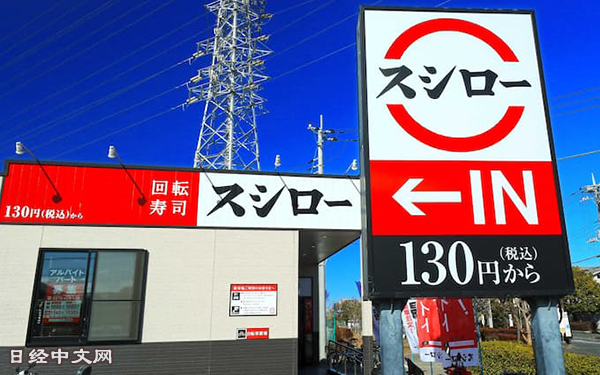 130円(税込)から
回転
寿司
スシロー
スシロー
←IN
130円(税込)から
アルバイト
パート
日经中文网